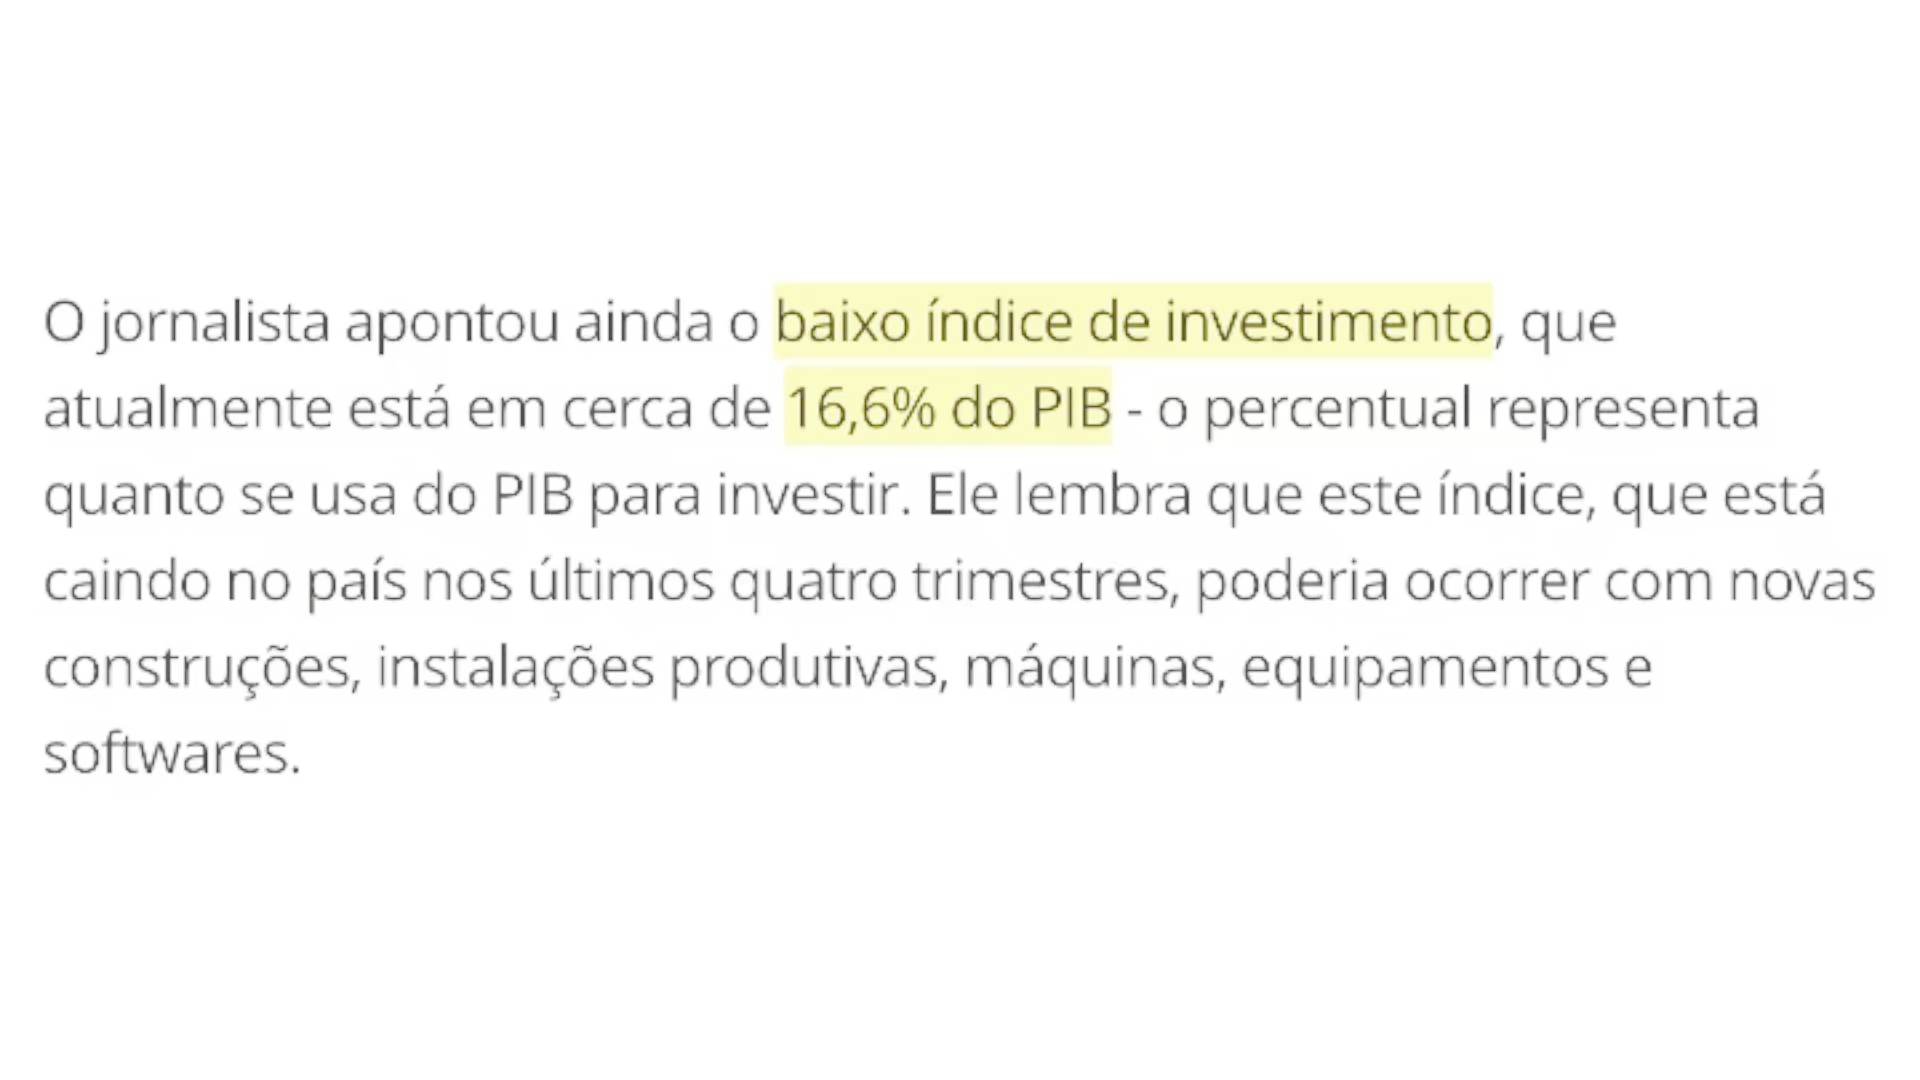 O jornalista apontou ainda o baixo índice de investimento, que
atualmente está em cerca de 16,6% do PIB - o percentual representa
quanto se usa do PIB para investir. Ele lembra que este índice, que está
caindo no país nos últimos quatro trimestres, poderia ocorrer com novas
construções, instalações produtivas, máquinas, equipamentos e
softwares.